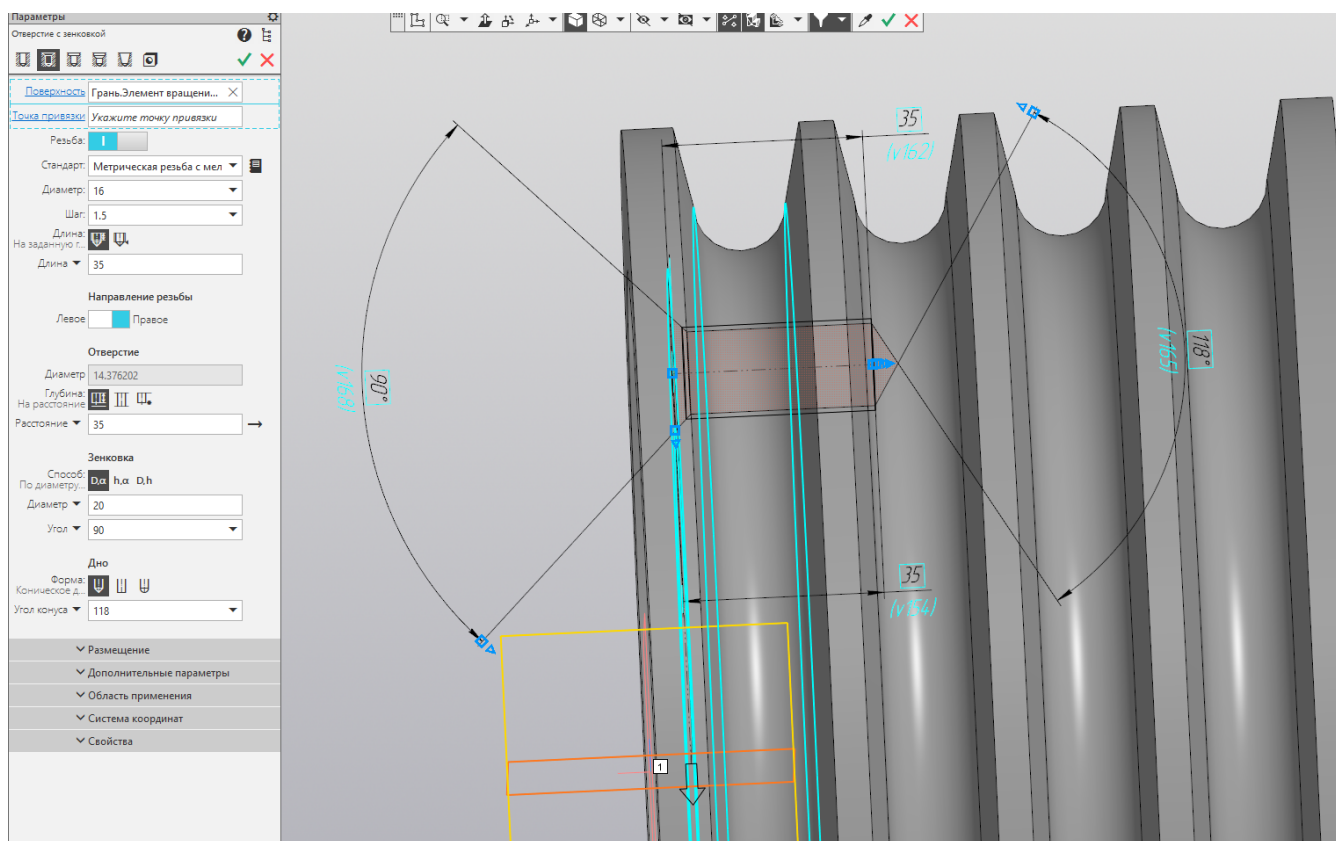 Параметры
Отверстие с зенковкой
Поверхность Грань.Элемент вращени...
Точка привязки Укажите точку привязки
Резьба:
Стандарт: Метрическая резьба с мел
Диаметр: 16
Шаг: 1.5
Длина:
На заданную г...
Длина 35
Направление резьбы
Левое Правое
Отверстие
Диаметр 14.376202
Глубина:
На расстояние
Расстояние 35
Зенковка
Способ:
По диаметру... D,α h,α D,h
Диаметр 20
Угол 90
Дно
Форма:
Коническое д...
Угол конуса 118
Размещение
Дополнительные параметры
Область применения
Система координат
Свойства
35
(v162)
90°
118°
(v165)
35
(v154)
1